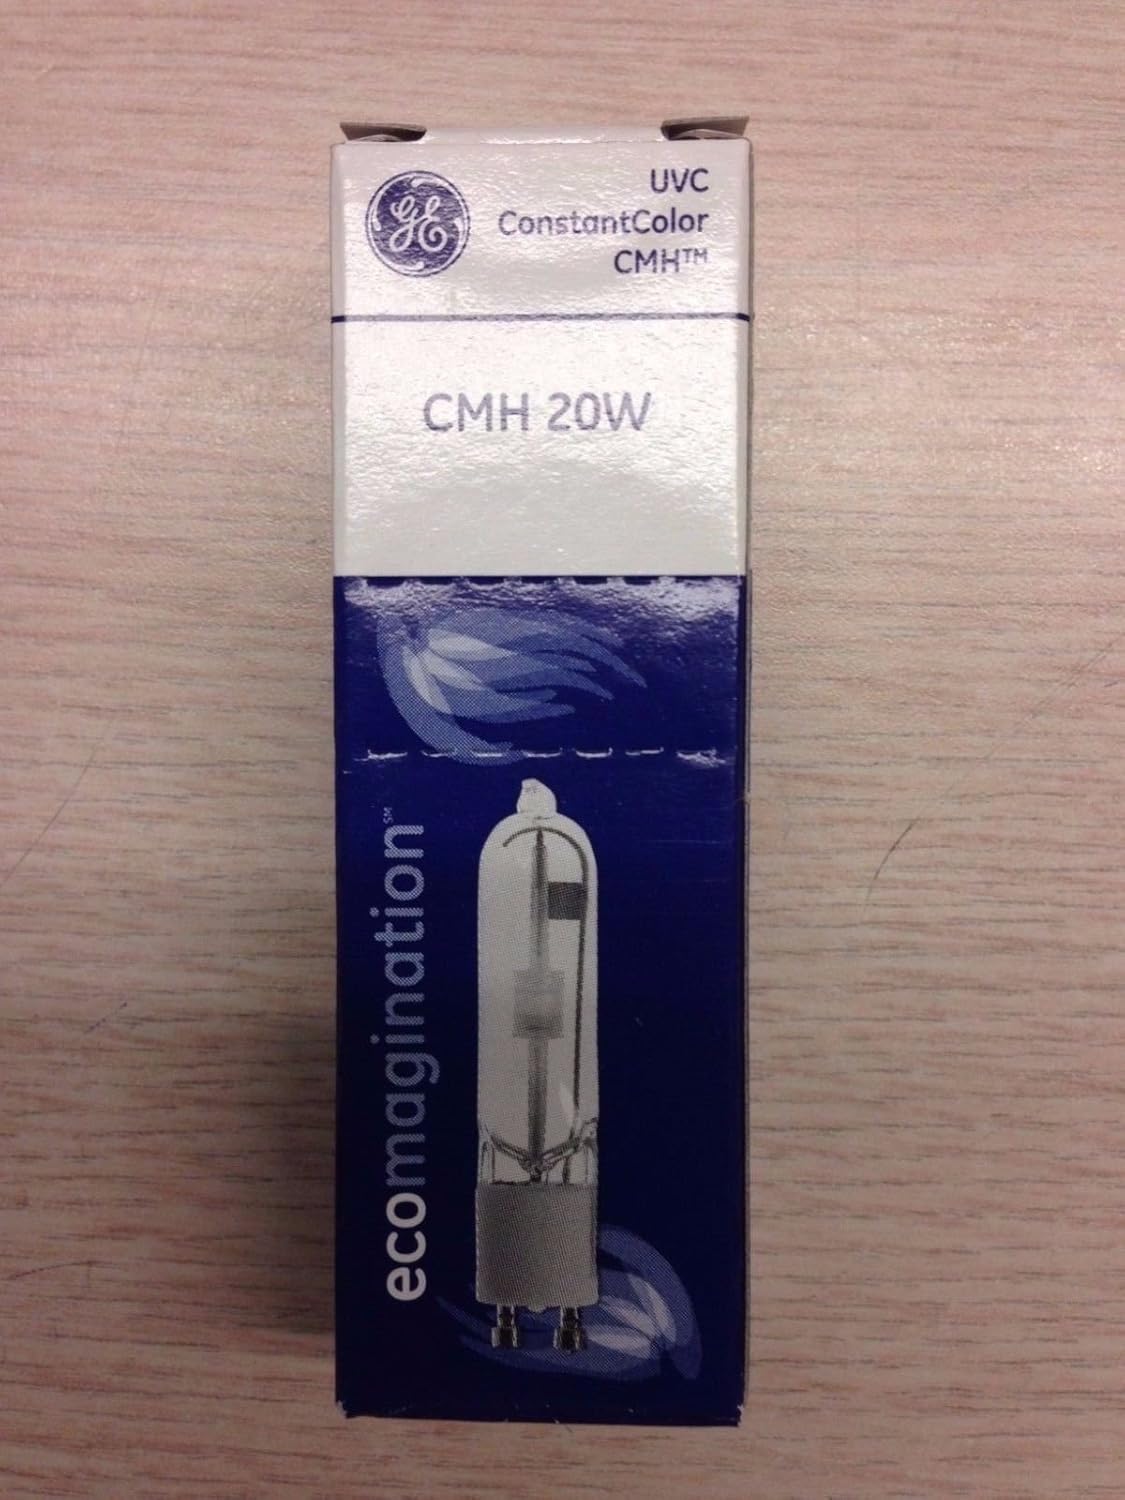 GE
UVC
ConstantColor
CMH™
CMH 20W
ecomagination℠